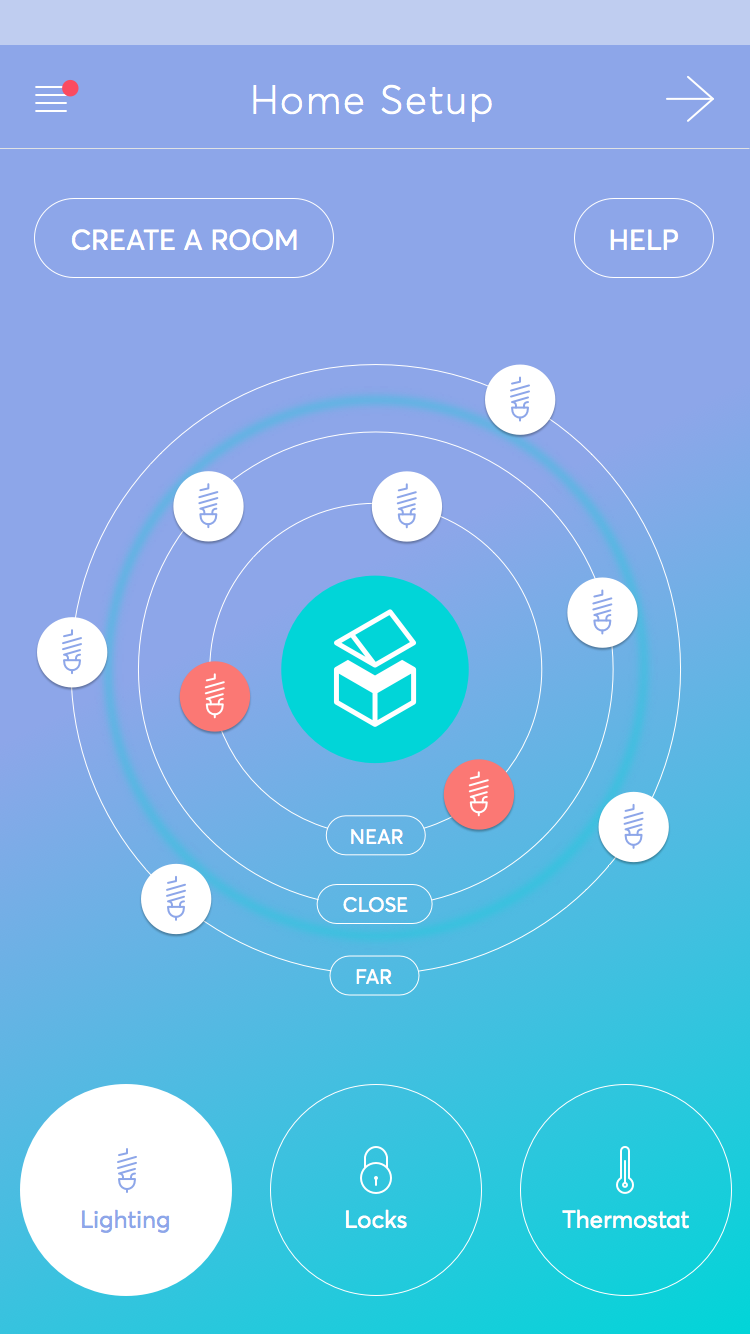 Home Setup
CREATE A ROOM
HELP
NEAR
CLOSE
FAR
Lighting
Locks
Thermostat